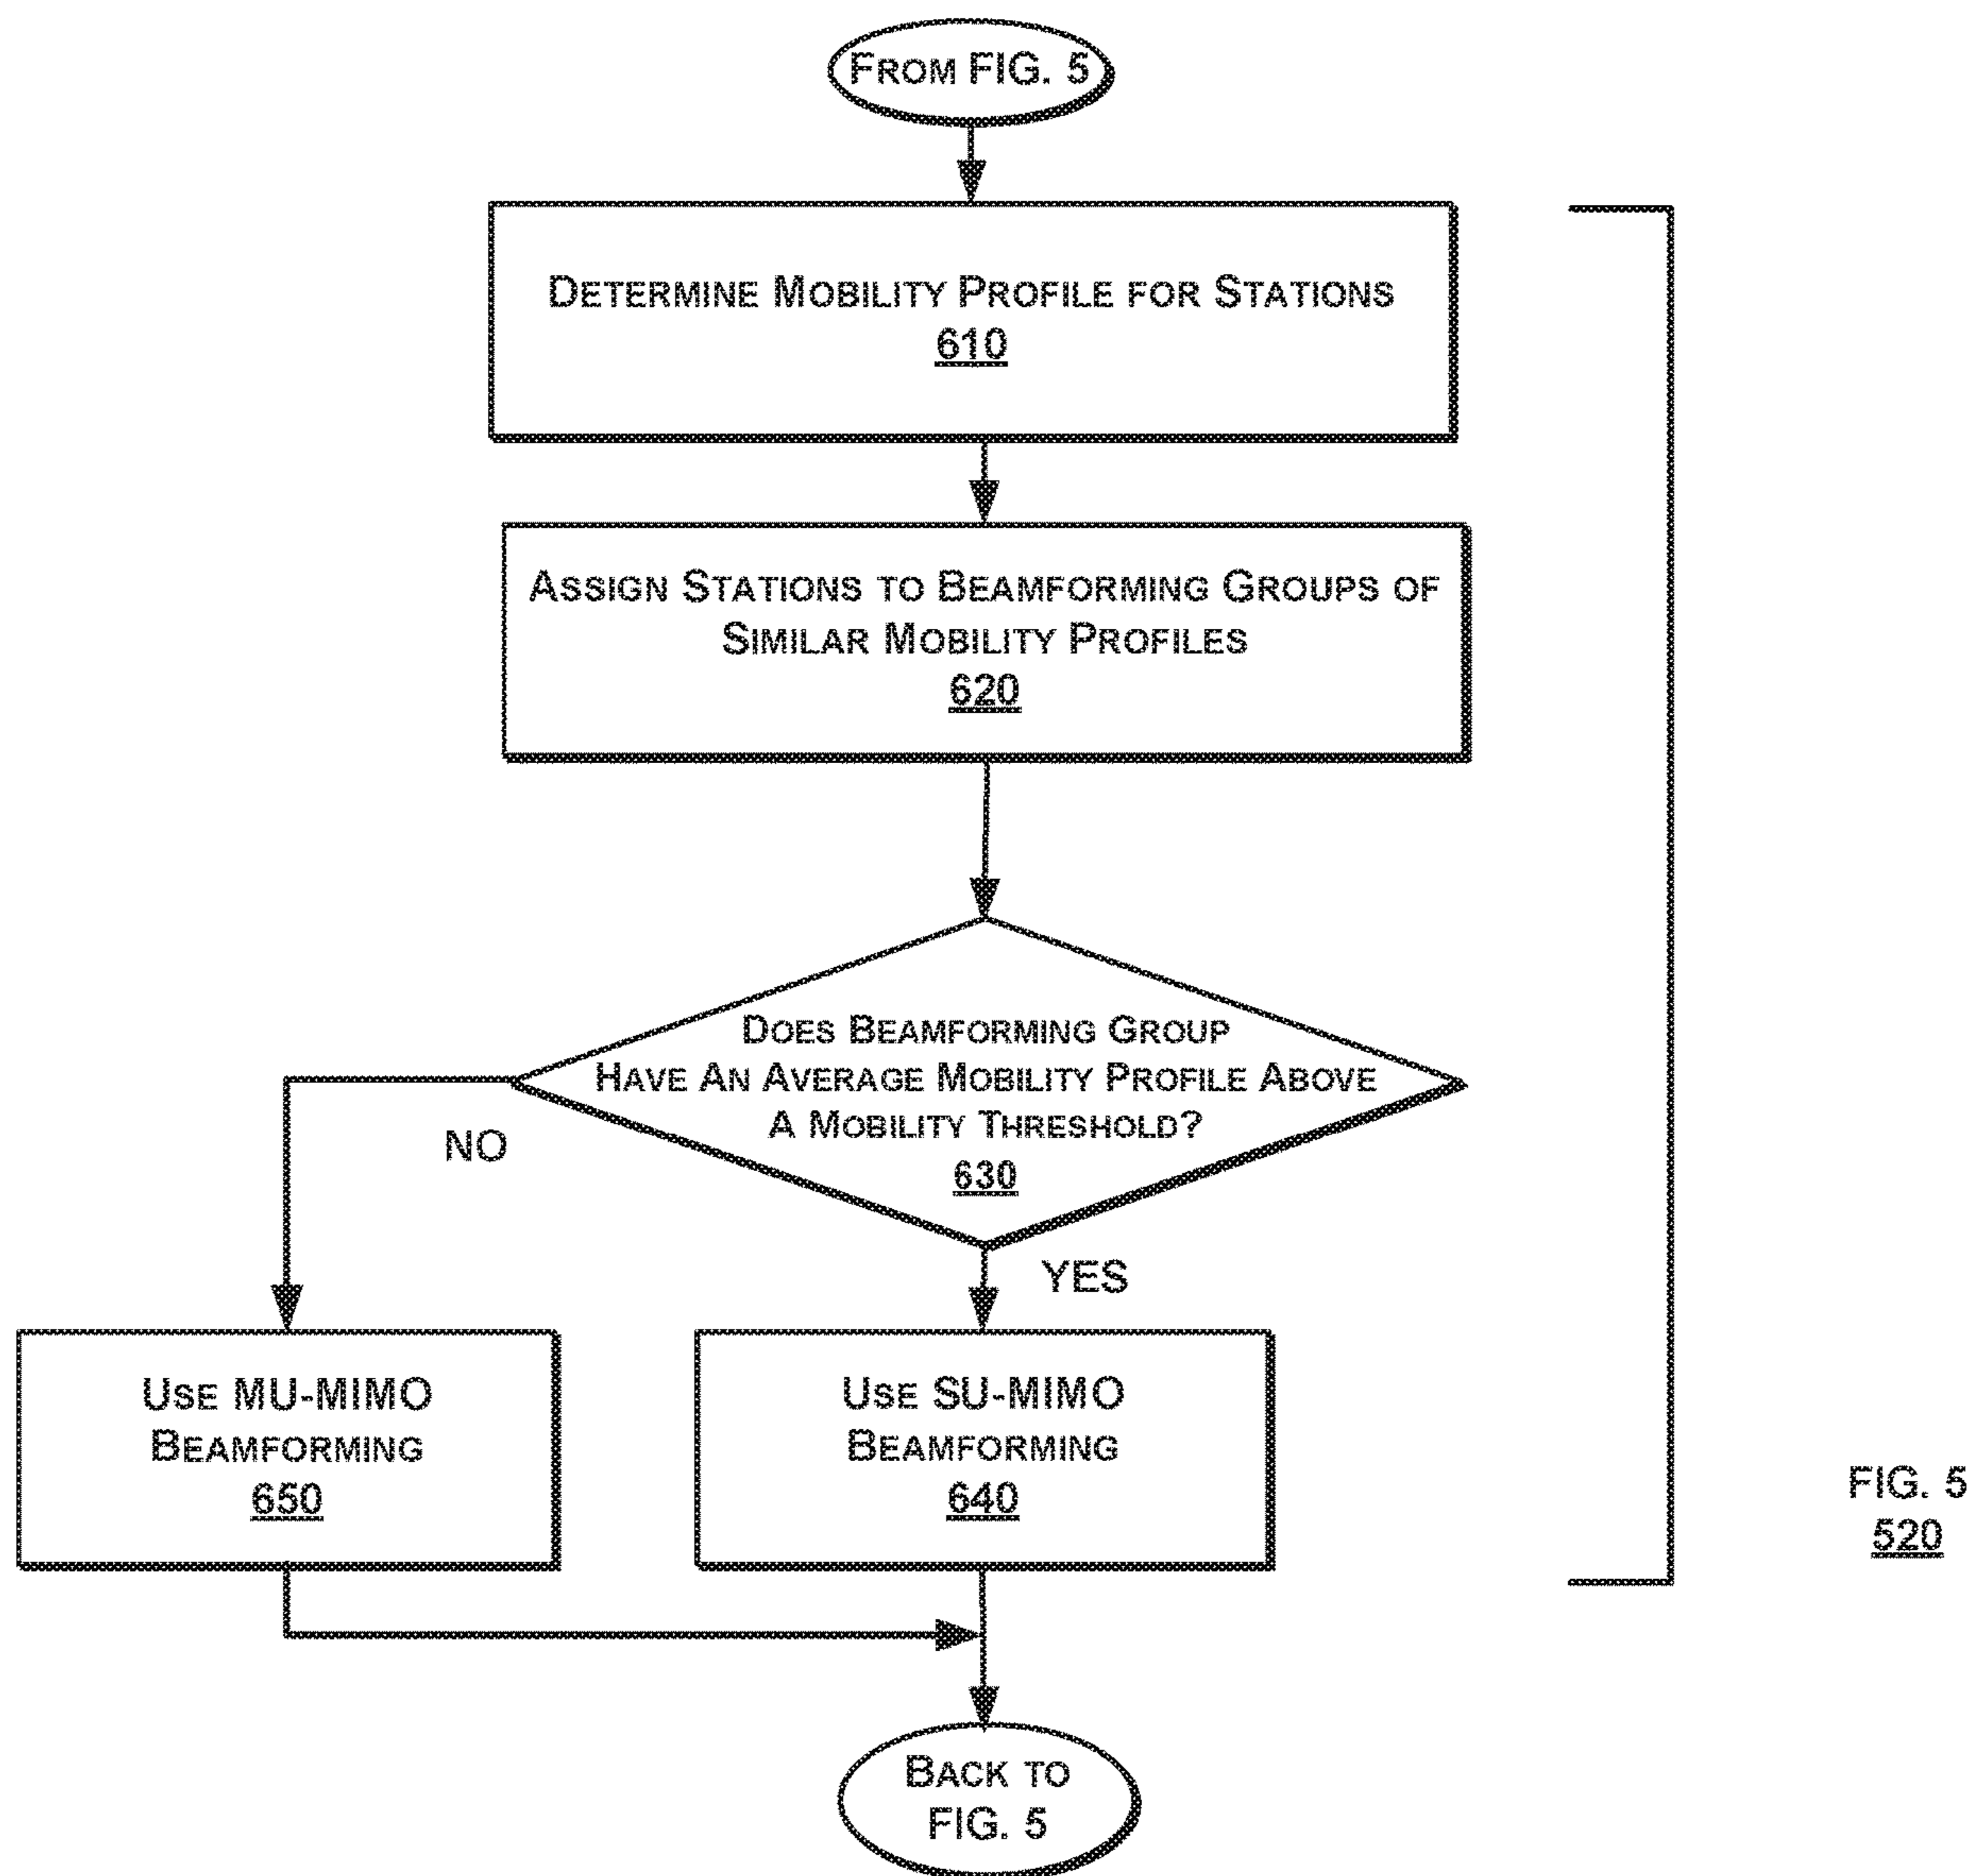 FROM FIG. 5
DETERMINE MOBILITY PROFILE FOR STATIONS
610
ASSIGN STATIONS TO BEAMFORMING GROUPS OF
SIMILAR MOBILITY PROFILES
620
DOES BEAMFORMING GROUP
HAVE AN AVERAGE MOBILITY PROFILE ABOVE
A MOBILITY THRESHOLD?
630
NO
YES
USE MU-MIMO
BEAMFORMING
650
USE SU-MIMO
BEAMFORMING
640
FIG. 5
520
BACK TO
FIG. 5